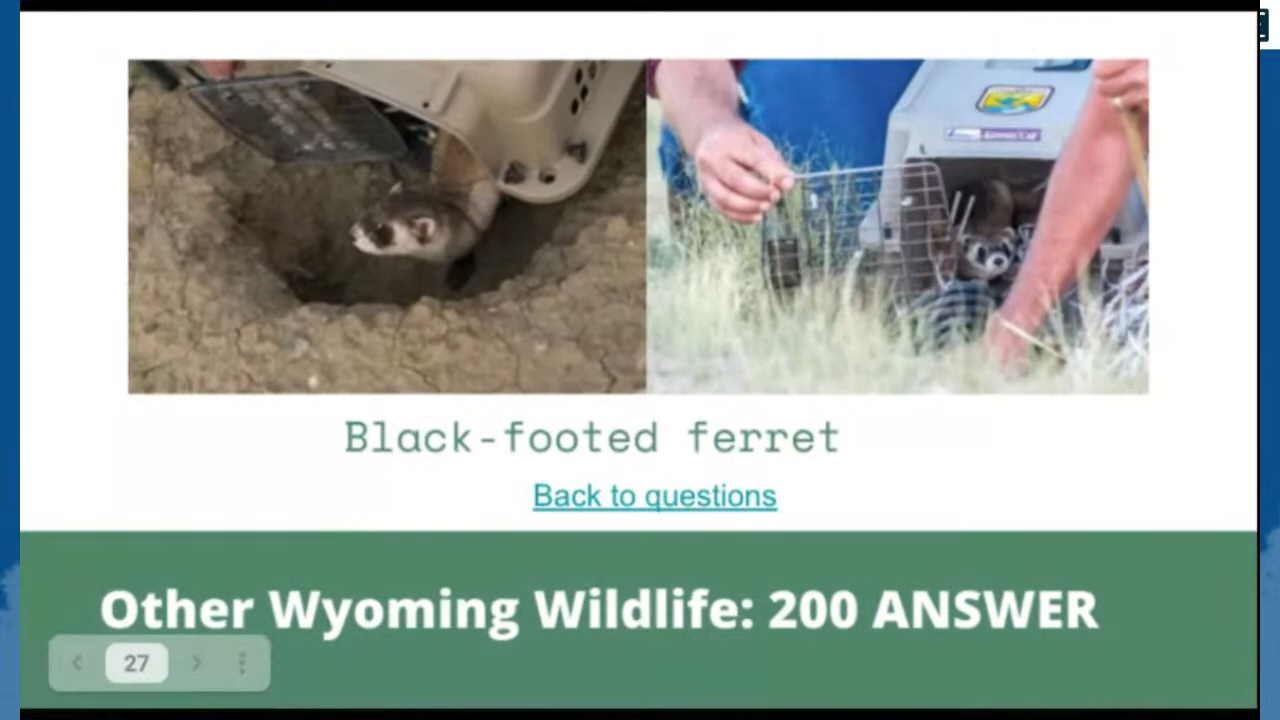 Black-footed ferret
Back to questions
Other Wyoming Wildlife: 200 ANSWER
27